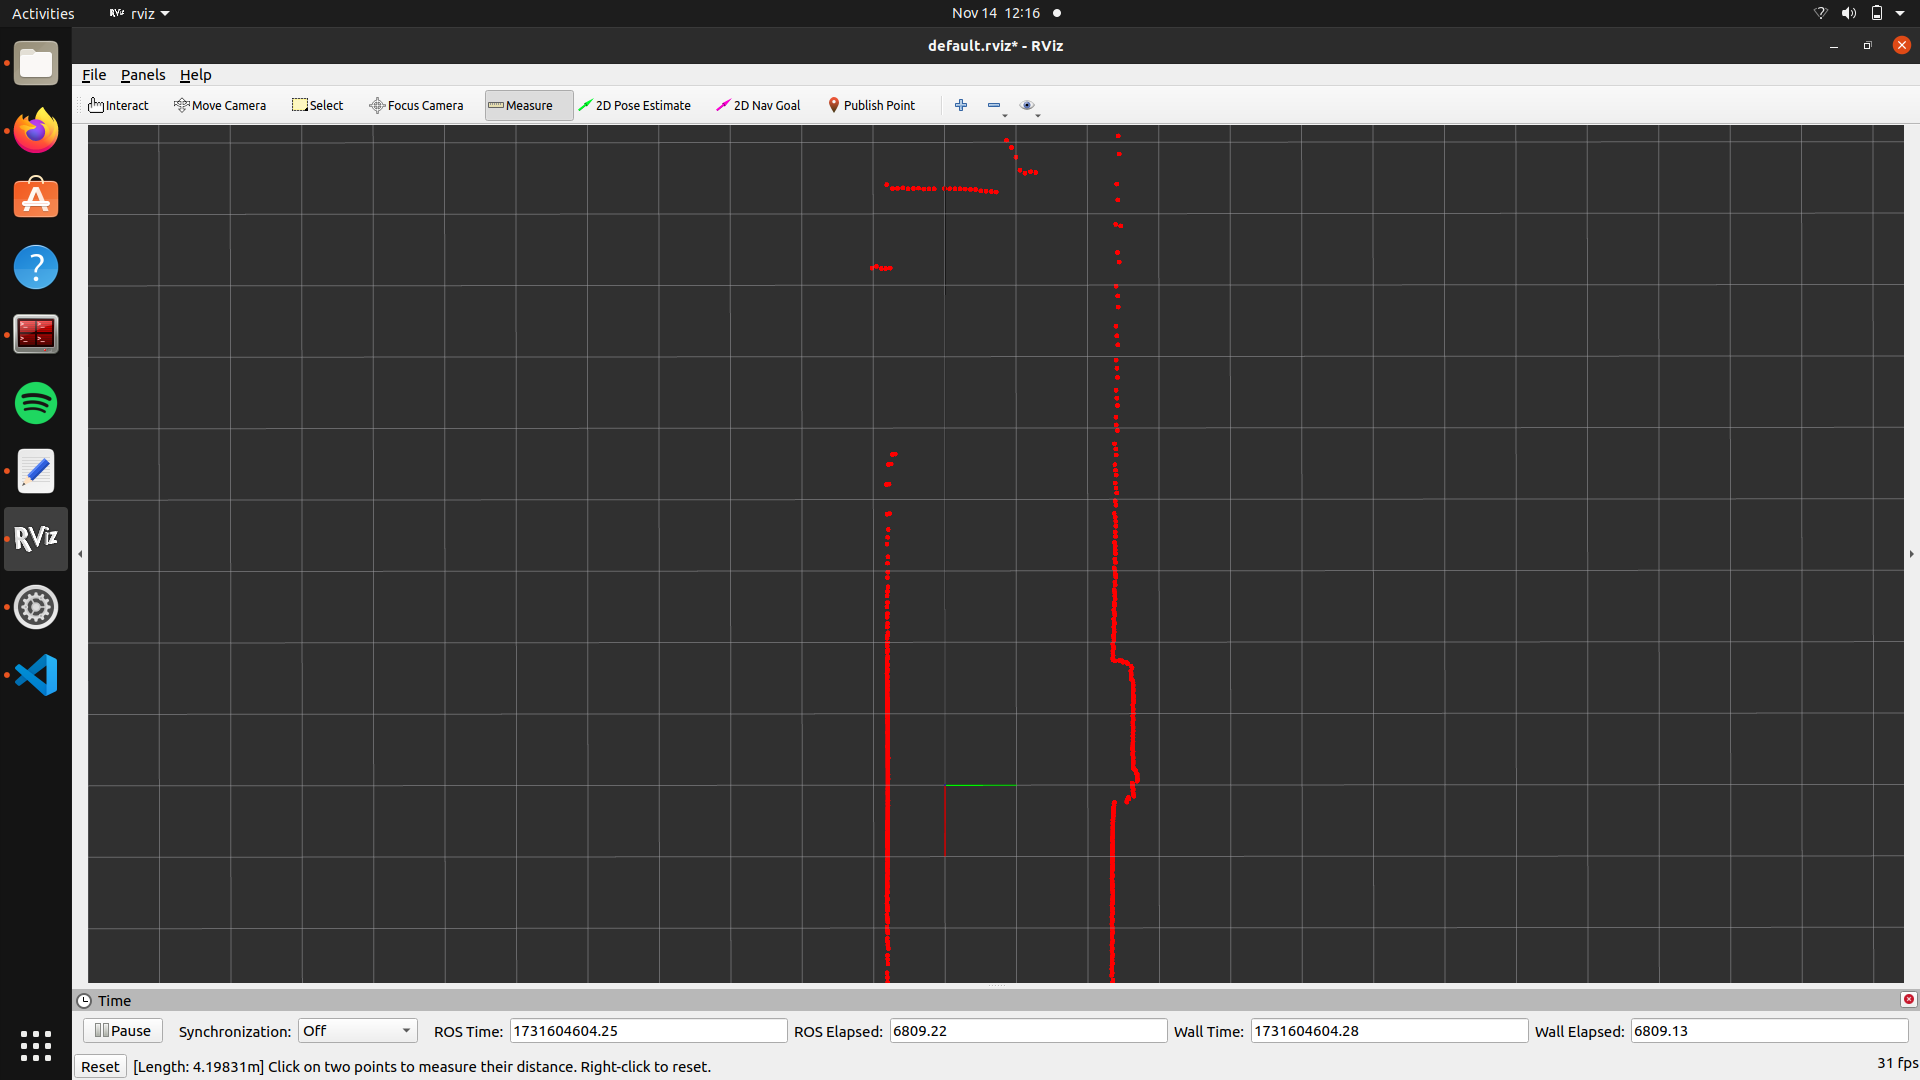 Activities
RViz rviz
Nov 14 12:16
default.rviz* - RViz
File Panels Help
Interact Move Camera Select Focus Camera Measure 2D Pose Estimate 2D Nav Goal Publish Point
RViz
Time
Pause Synchronization: Off ROS Time: 1731604604.25 ROS Elapsed: 6809.22 Wall Time: 1731604604.28 Wall Elapsed: 6809.13
Reset [Length: 4.19831m] Click on two points to measure their distance. Right-click to reset. 31 fps